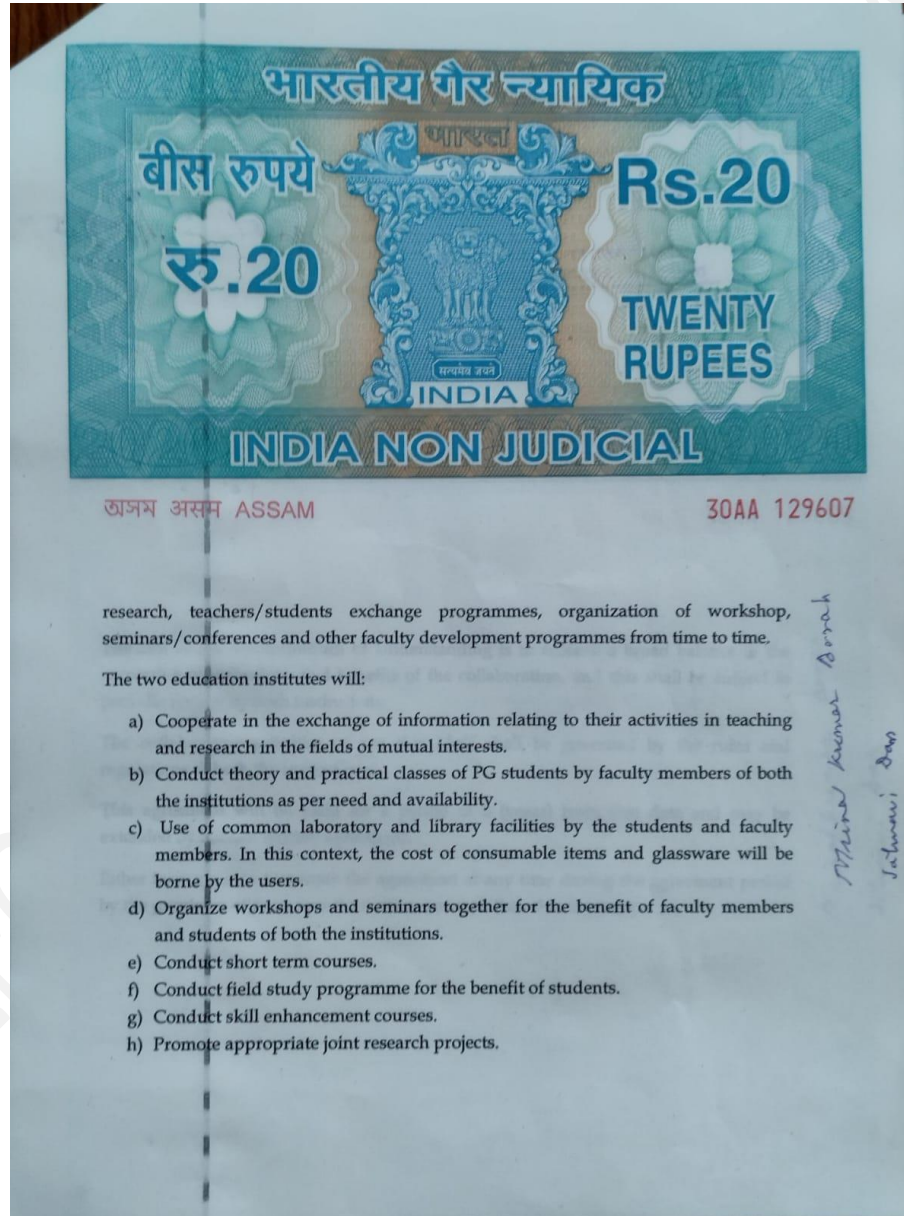 भारतीय गैर न्यायिक
भारत
बीस रुपये
रु.20
Rs.20
TWENTY
RUPEES
सत्यमेव जयते
INDIA
INDIA NON JUDICIAL
অসম असम ASSAM
30AA 129607
research, teachers/students exchange programmes, organization of workshop,
seminars/conferences and other faculty development programmes from time to time.
The two education institutes will:
a) Cooperate in the exchange of information relating to their activities in teaching
and research in the fields of mutual interests.
b) Conduct theory and practical classes of PG students by faculty members of both
the institutions as per need and availability.
c) Use of common laboratory and library facilities by the students and faculty
members. In this context, the cost of consumable items and glassware will be
borne by the users.
d) Organize workshops and seminars together for the benefit of faculty members
and students of both the institutions.
e) Conduct short term courses.
f) Conduct field study programme for the benefit of students.
g) Conduct skill enhancement courses.
h) Promote appropriate joint research projects.
Kumar Borah
Das